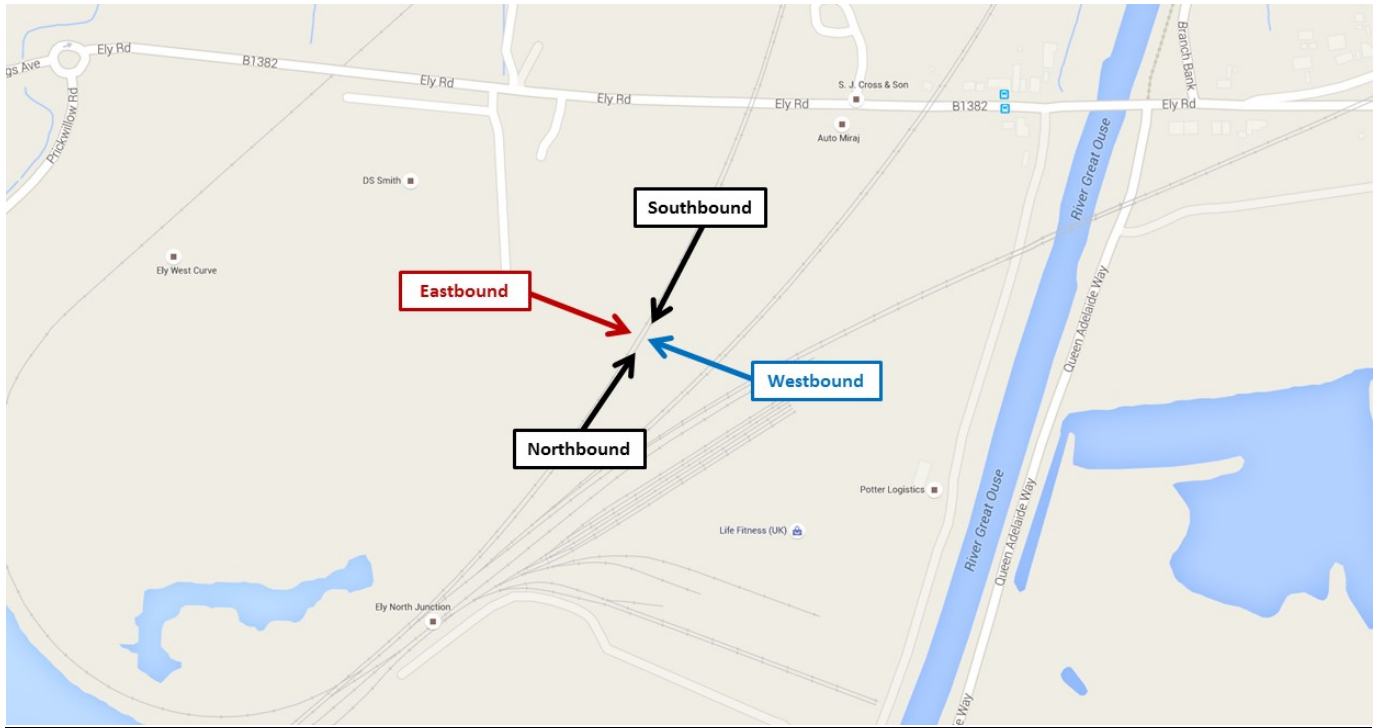 Ely Rd
B1382
gs Ave
Ely Rd
Ely Rd
Ely Rd
S. J. Cross & Son
B1382
Ely Rd
Branch Bank
Prickwillow Rd
Auto Miraj
DS Smith
River Great Ouse
Southbound
Ely West Curve
Eastbound
Queen Adelaide Way
Westbound
Northbound
Potter Logistics
River Great Ouse
Life Fitness (UK)
Queen Adelaide Way
Ely North Junction
e Way